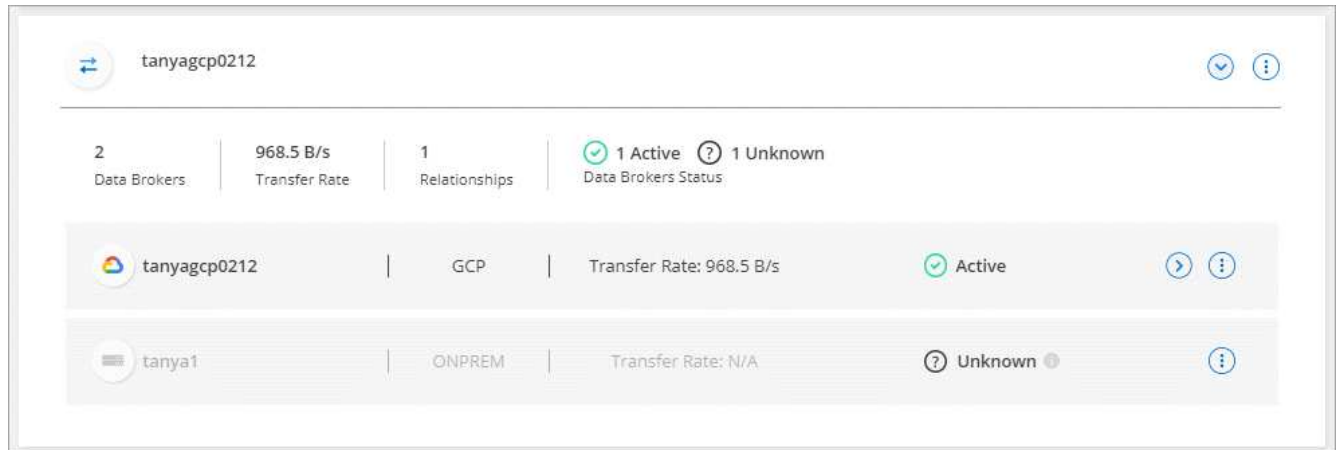 tanyagcp0212
2 968.5 B/s 1 1 Active 1 Unknown
Data Brokers Transfer Rate Relationships Data Brokers Status
tanyagcp0212 GCP Transfer Rate: 968.5 B/s Active
tanya1 ONPREM Transfer Rate: N/A Unknown